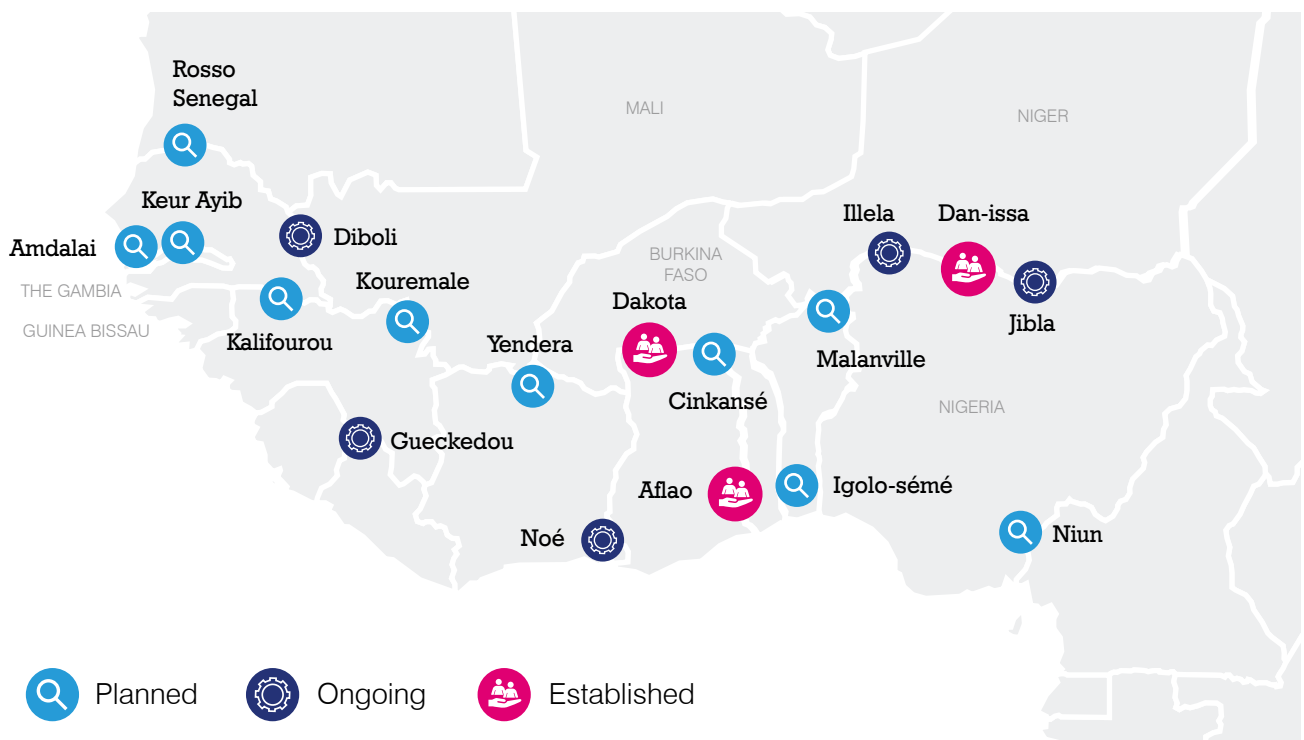 Rosso
Senegal
MALI
NIGER
Keur Ayib
Illela
Dan-issa
Amdalai
Diboli
BURKINA
FASO
THE GAMBIA
Kouremale
Dakota
GUINEA BISSAU
Kalifourou
Yendera
Jibla
Malanville
Cinkansé
NIGERIA
Gueckedou
Aflao
Igolo-sémé
Noé
Niun
Planned
Ongoing
Established